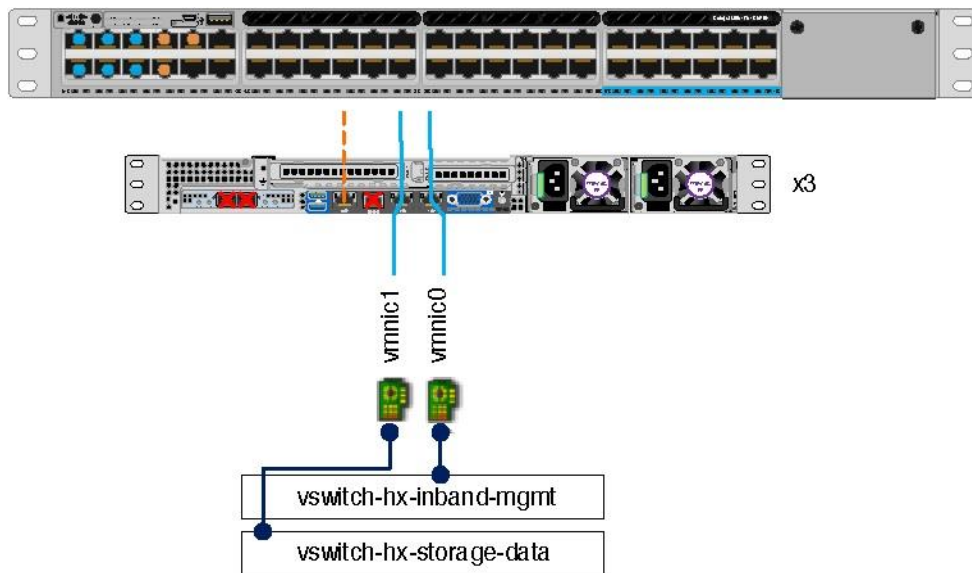 x3
vmnic1
vmnic0
vswitch-hx-inband-mgmt
vswitch-hx-storage-data